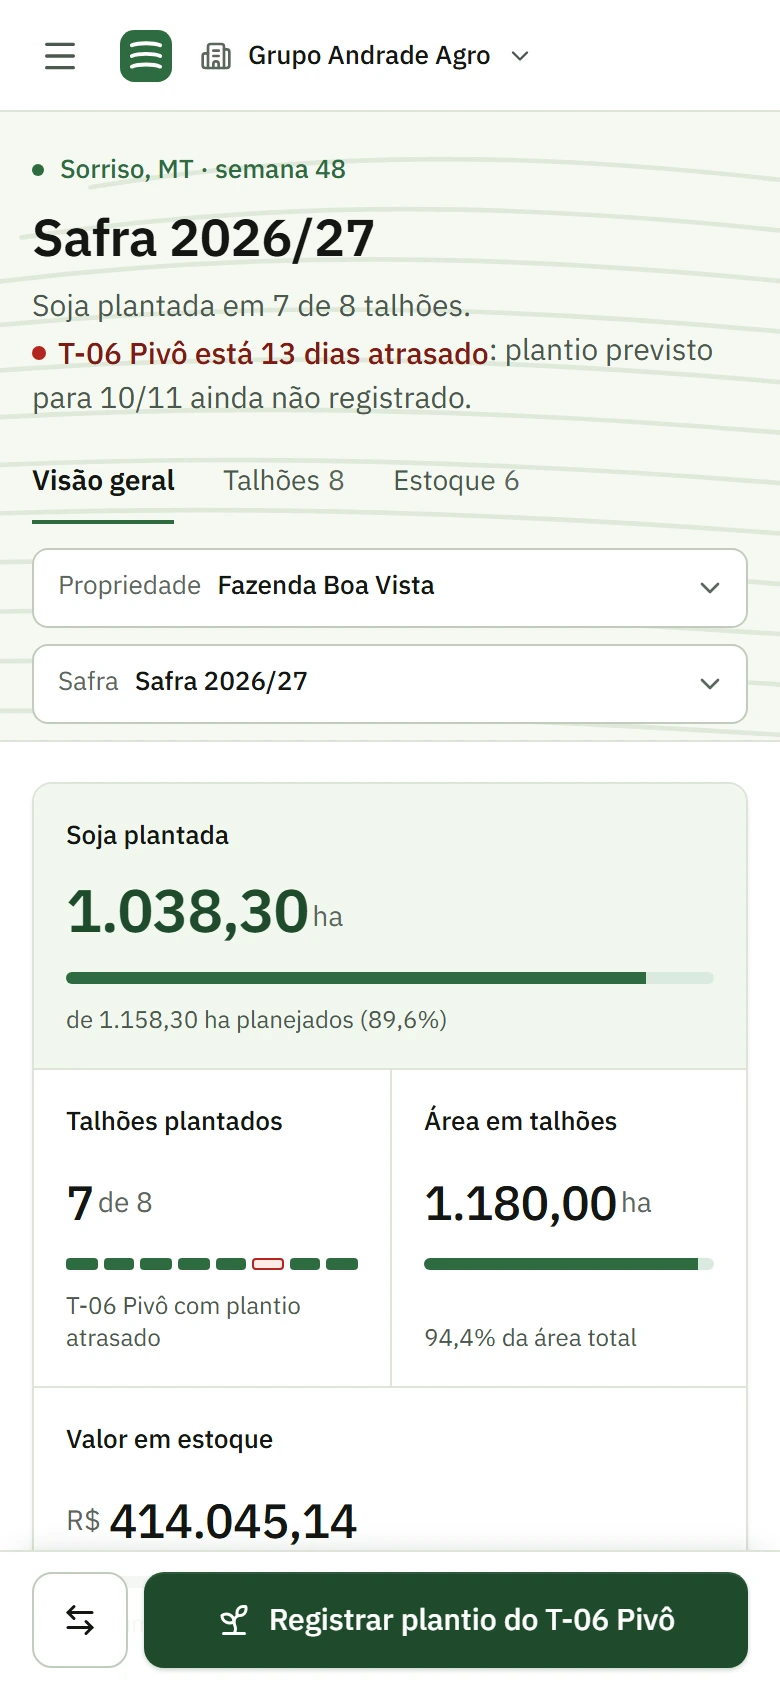 Grupo Andrade Agro
Sorriso, MT · semana 48
Safra 2026/27
Soja plantada em 7 de 8 talhões.
T-06 Pivô está 13 dias atrasado: plantio previsto
para 10/11 ainda não registrado.
Visão geral Talhões 8 Estoque 6
Propriedade Fazenda Boa Vista
Safra Safra 2026/27
Soja plantada
1.038,30 ha
de 1.158,30 ha planejados (89,6%)
Talhões plantados
7 de 8
T-06 Pivô com plantio
atrasado
Área em talhões
1.180,00 ha
94,4% da área total
Valor em estoque
R$ 414.045,14
Registrar plantio do T-06 Pivô